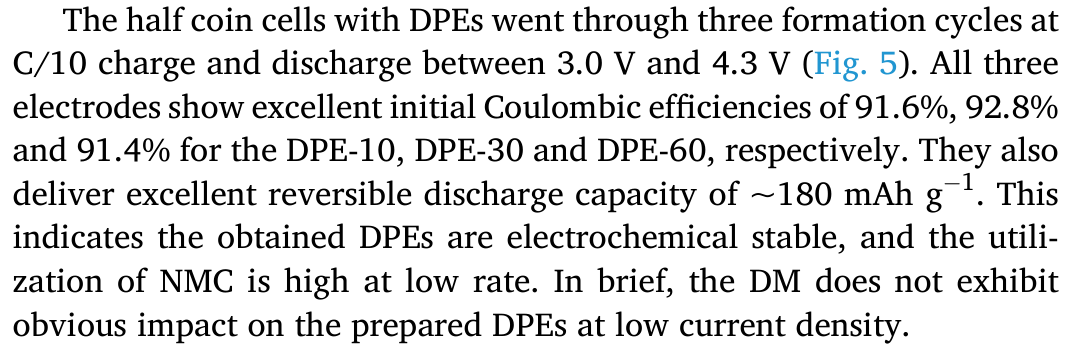 The half coin cells with DPEs went through three formation cycles at
C/10 charge and discharge between 3.0 V and 4.3 V (Fig. 5). All three
electrodes show excellent initial Coulombic efficiencies of 91.6%, 92.8%
and 91.4% for the DPE-10, DPE-30 and DPE-60, respectively. They also
deliver excellent reversible discharge capacity of ∼180 mAh g⁻¹. This
indicates the obtained DPEs are electrochemical stable, and the utili-
zation of NMC is high at low rate. In brief, the DM does not exhibit
obvious impact on the prepared DPEs at low current density.